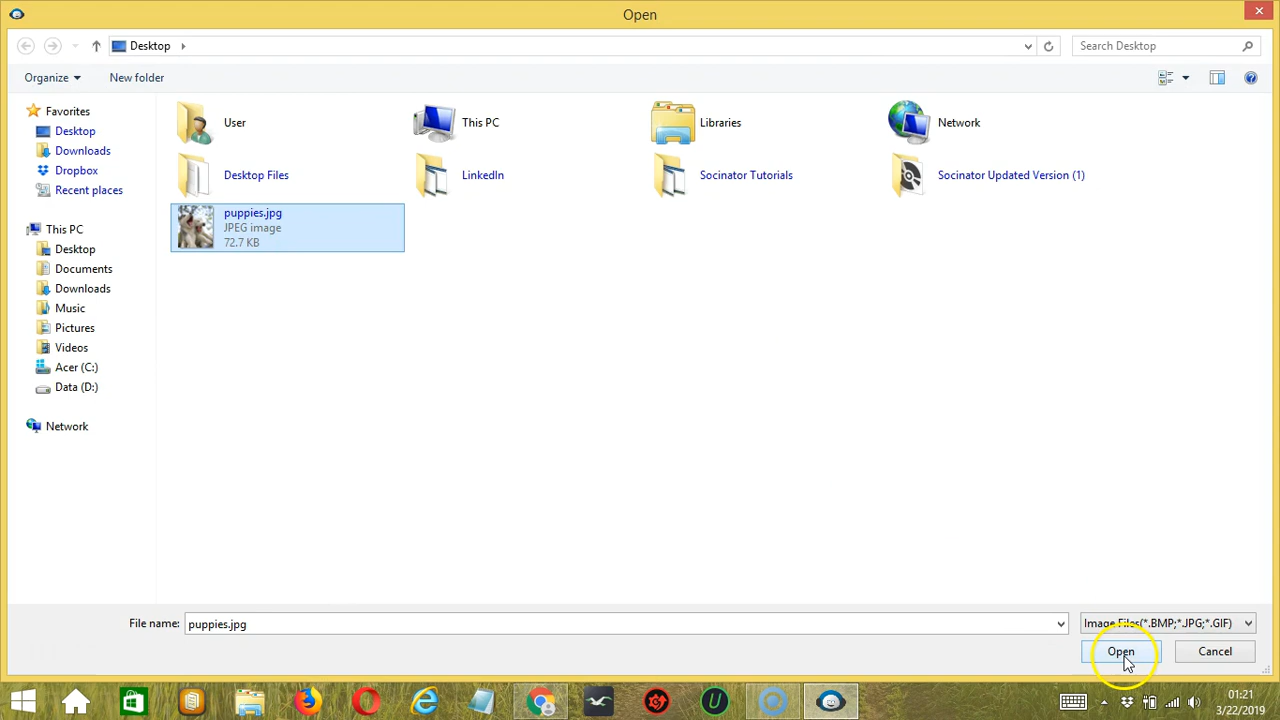 Open
Desktop
Search Desktop
Organize
New folder
Favorites
Desktop
Downloads
Dropbox
Recent places
This PC
Desktop
Documents
Downloads
Music
Pictures
Videos
Acer (C:)
Data (D:)
Network
User
This PC
Libraries
Network
Desktop Files
LinkedIn
Socinator Tutorials
Socinator Updated Version (1)
puppies.jpg
JPEG image
72.7 KB
File name:
puppies.jpg
Image Files(*.BMP;*.JPG;*.GIF)
Open
Cancel
01:21
3/22/2019